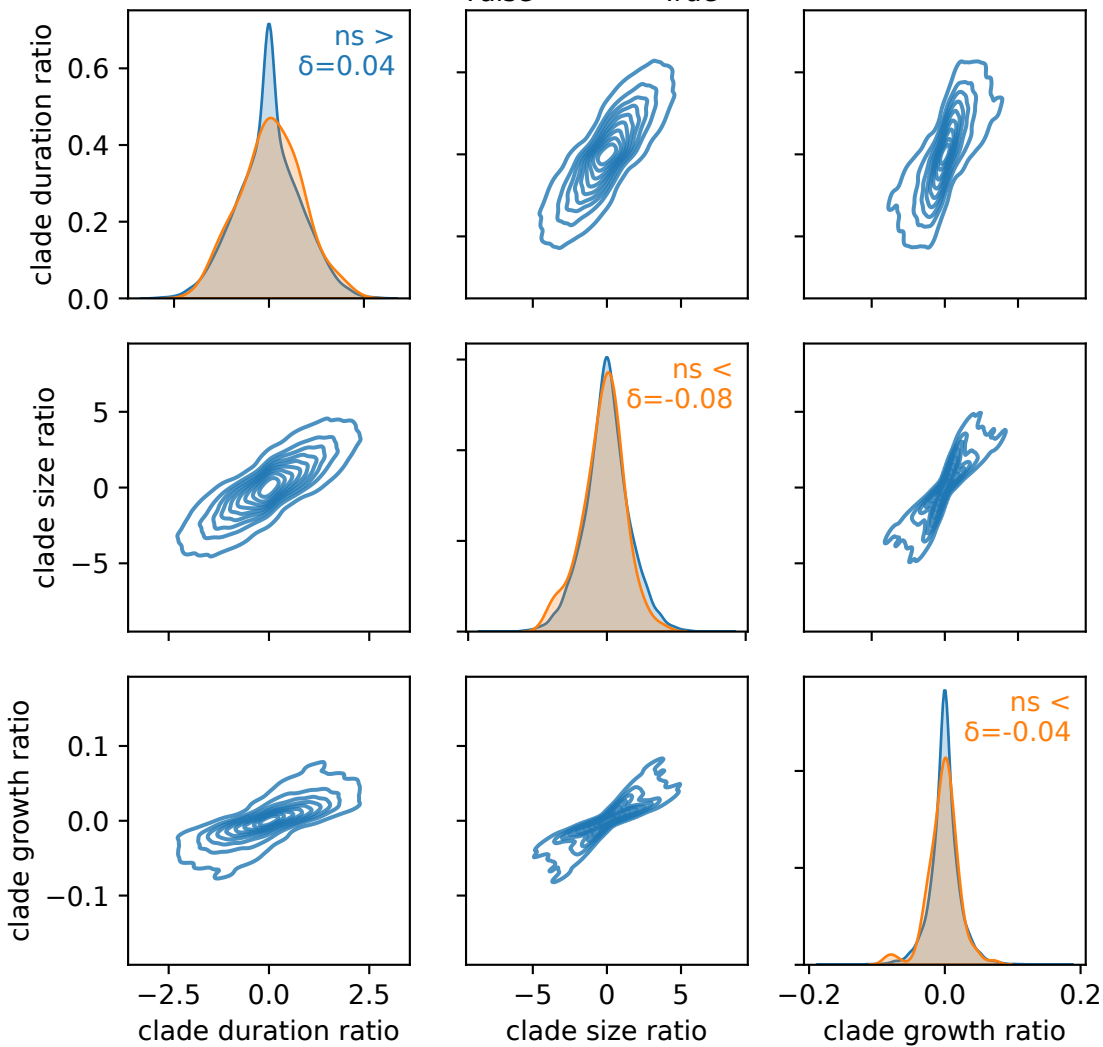 clade duration ratio
0.6
0.4
0.2
0.0
ns >
δ=0.04
clade size ratio
5
0
−5
ns <
δ=-0.08
clade growth ratio
0.1
0.0
−0.1
ns <
δ=-0.04
−2.5
0.0
2.5
−5
0
5
−0.2
0.0
0.2
clade duration ratio
clade size ratio
clade growth ratio